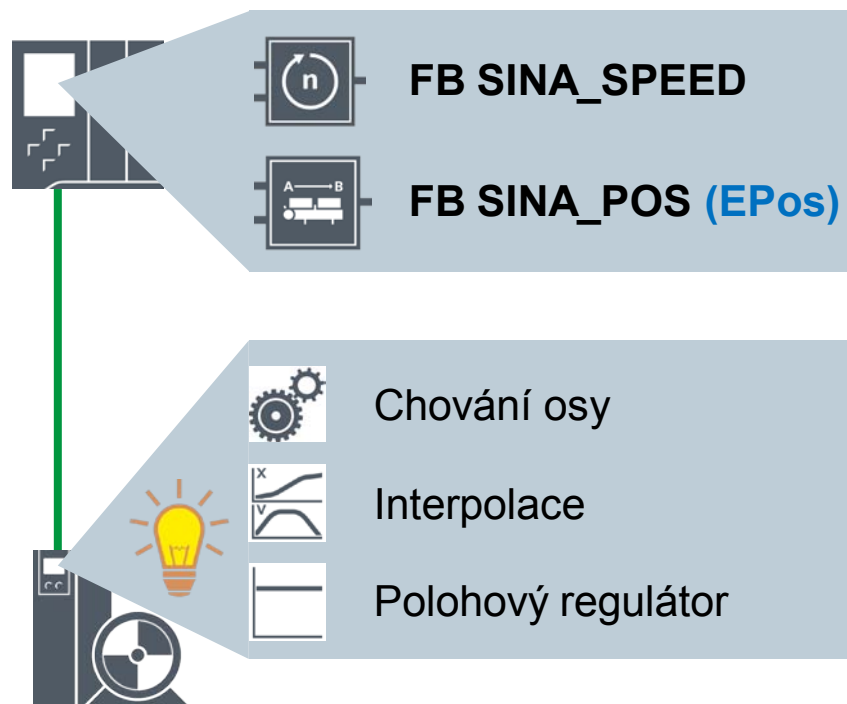 n
FB SINA_SPEED
A B
FB SINA_POS (EPos)
Chování osy
X
V
Interpolace
Polohový regulátor